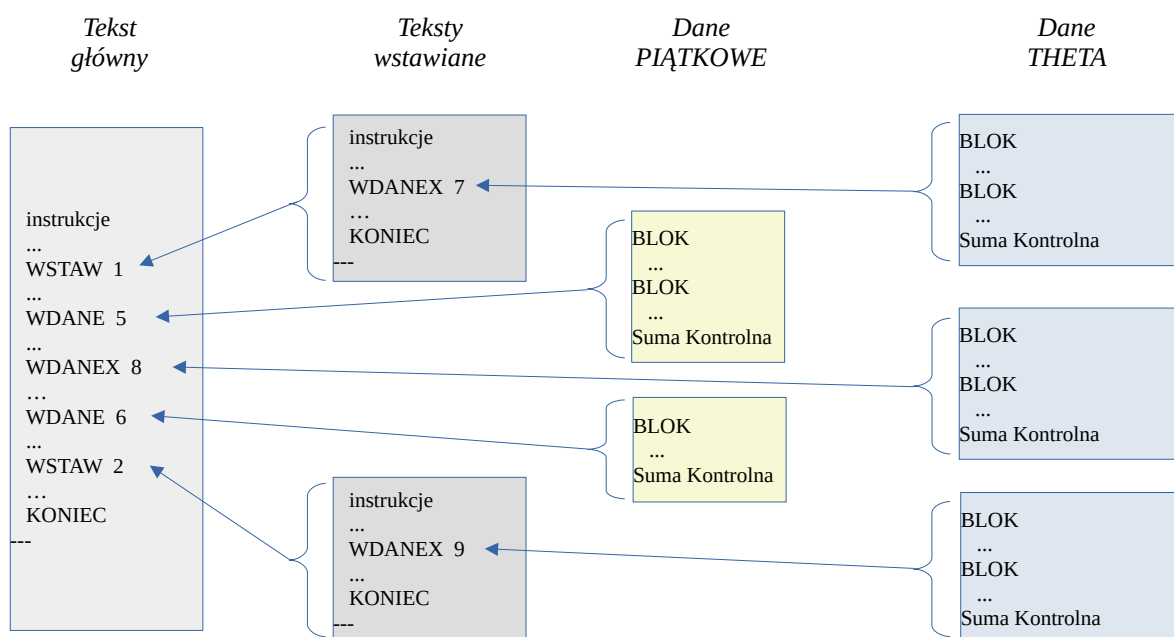 Tekst
główny
Teksty
wstawiane
Dane
PIĄTKOWE
Dane
THETA
instrukcje
...
WSTAW 1
...
WDANE 5
...
WDANEX 8
...
WDANE 6
...
WSTAW 2
...
KONIEC
---
instrukcje
...
WDANEX 7
...
KONIEC
---
instrukcje
...
WDANEX 9
...
KONIEC
---
BLOK
...
BLOK
...
Suma Kontrolna
BLOK
...
Suma Kontrolna
BLOK
...
BLOK
...
Suma Kontrolna
BLOK
...
BLOK
...
Suma Kontrolna
BLOK
...
BLOK
...
Suma Kontrolna